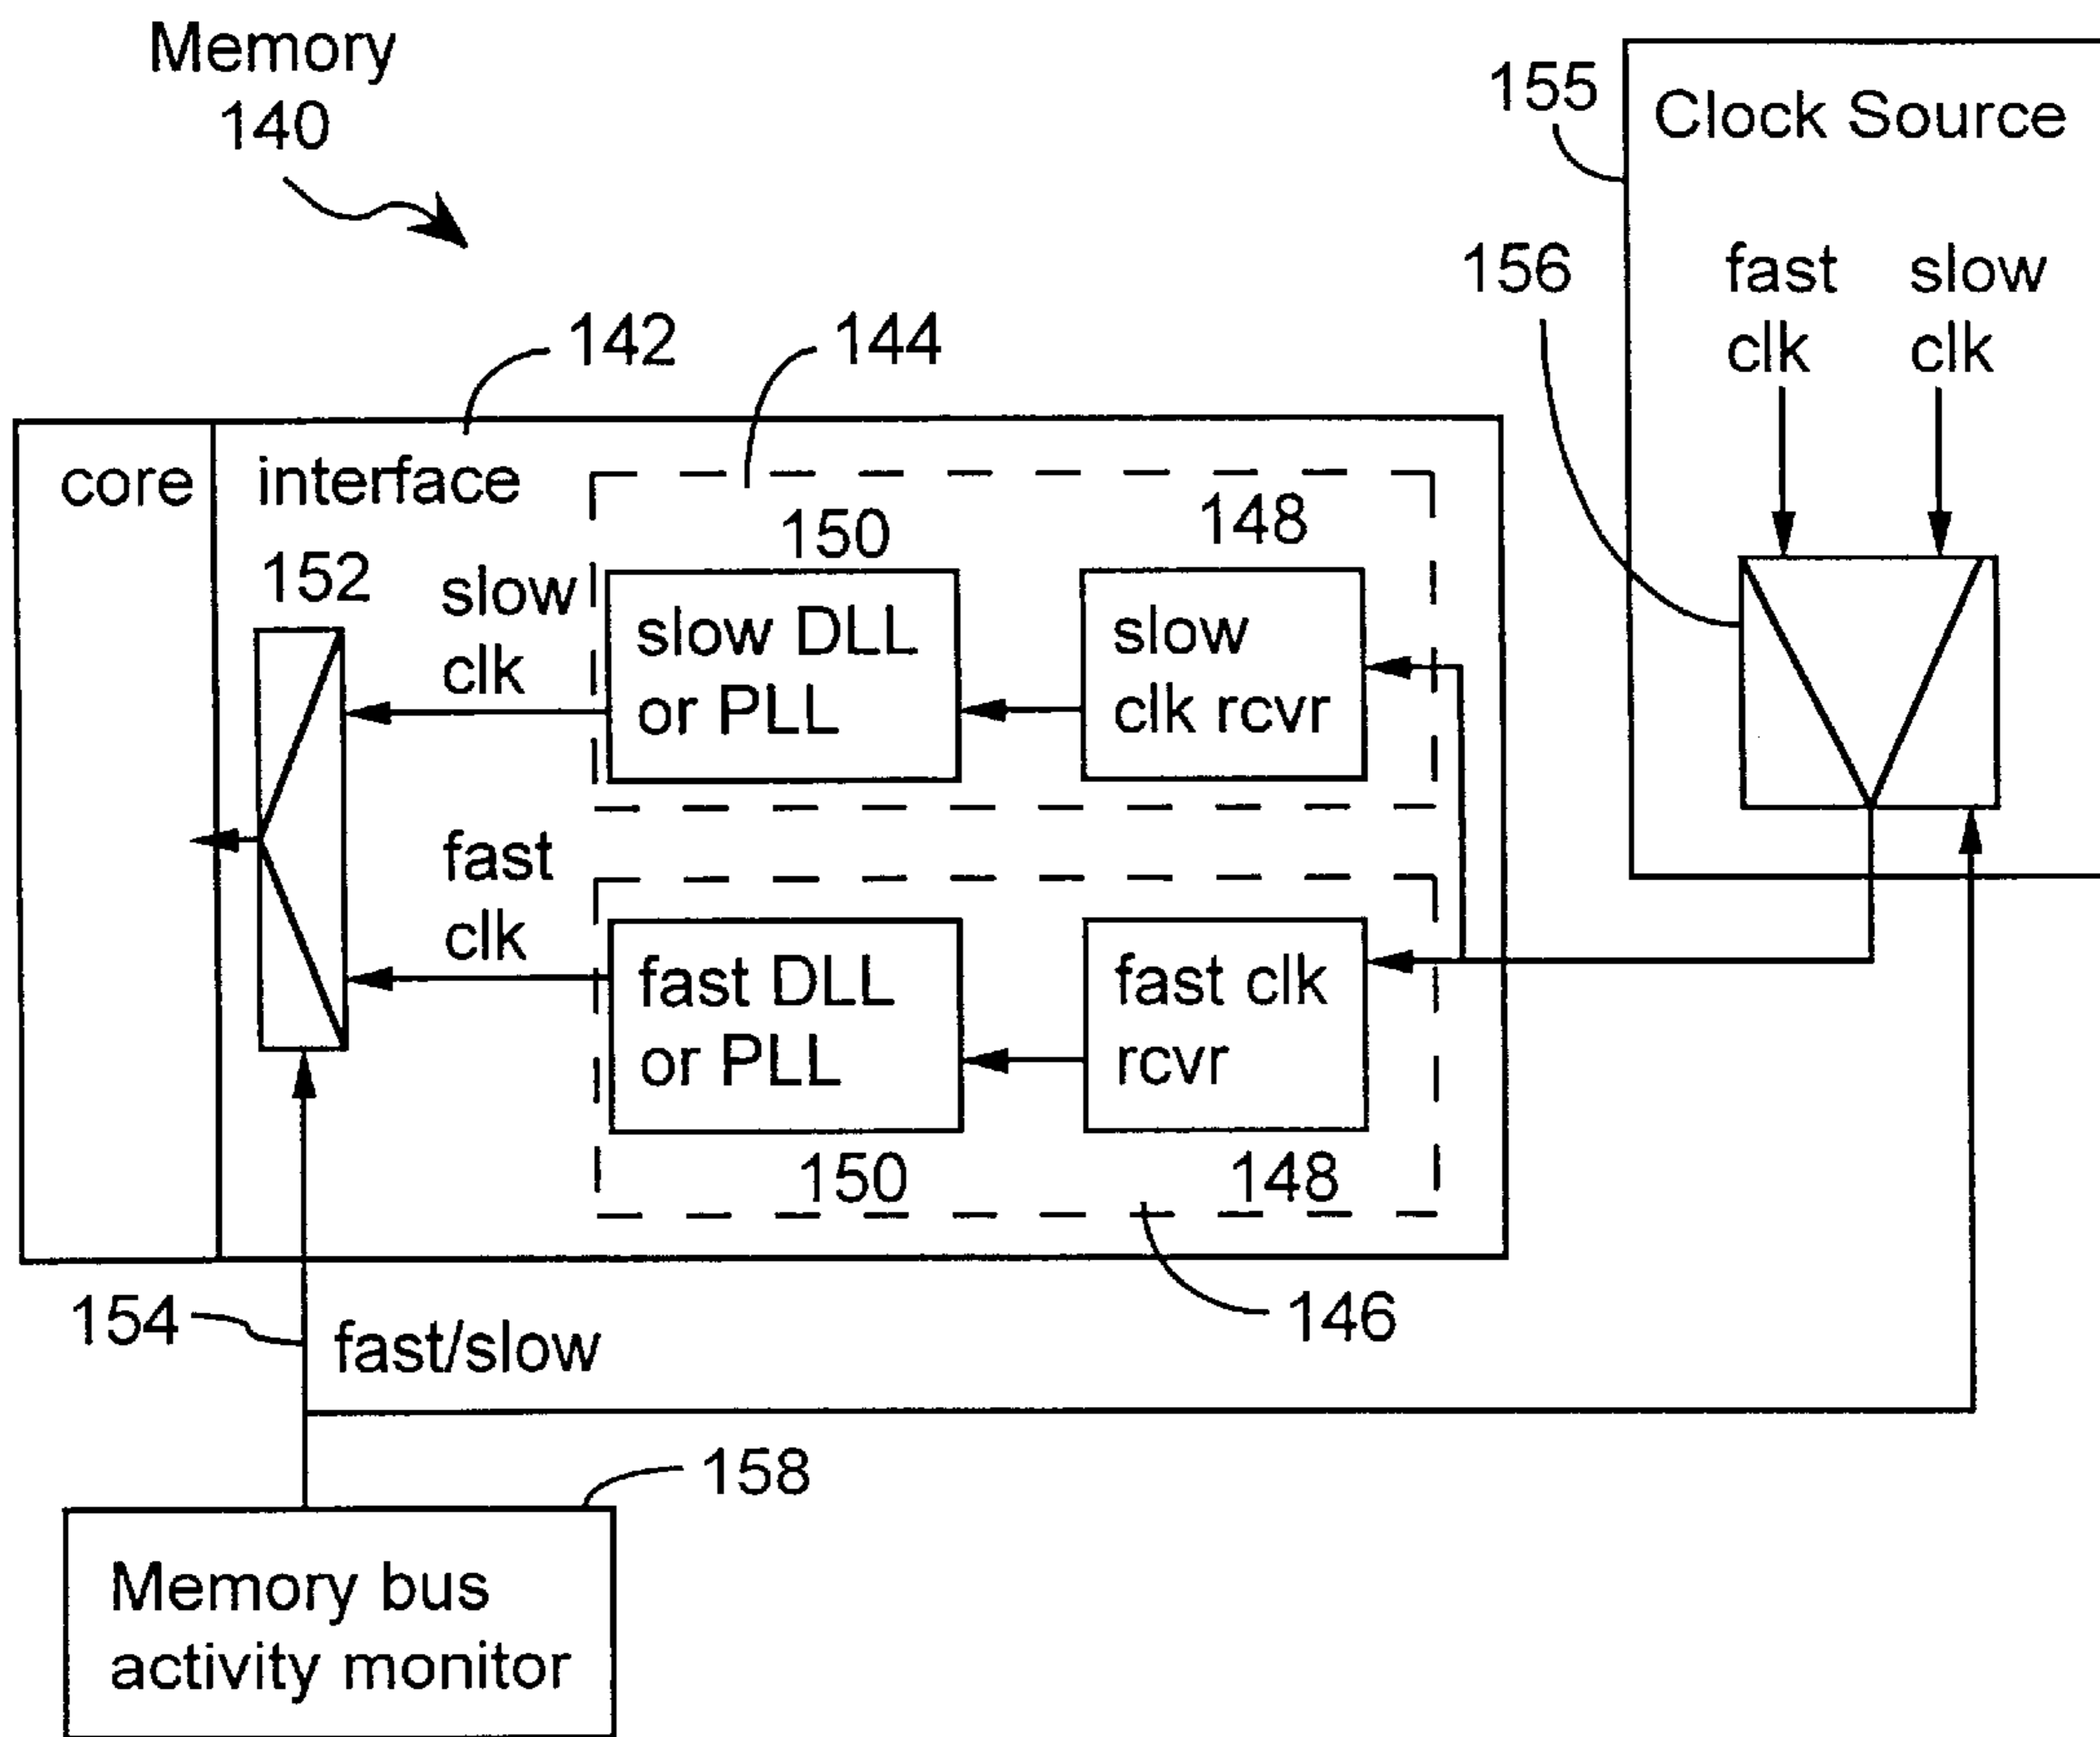 Memory
140
155
Clock Source
156
fast
clk
slow
clk
142
144
core
interface
152
slow
clk
150
slow DLL
or PLL
148
slow
clk rcvr
fast
clk
fast DLL
or PLL
150
fast clk
rcvr
148
146
154
fast/slow
158
Memory bus
activity monitor